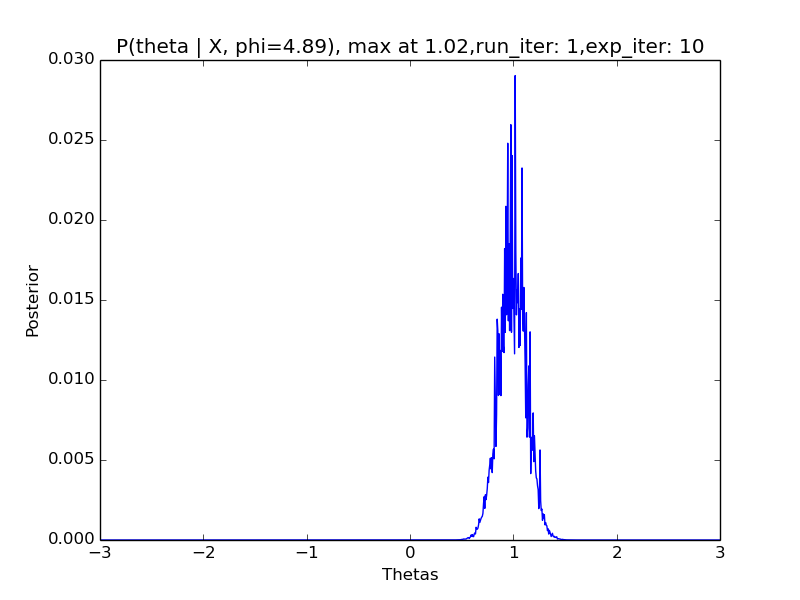 P(theta | X, phi=4.89), max at 1.02,run_iter: 1,exp_iter: 10
0.030
0.025
0.020
0.015
0.010
0.005
0.000
Posterior
−3 −2 −1 0 1 2 3
Thetas